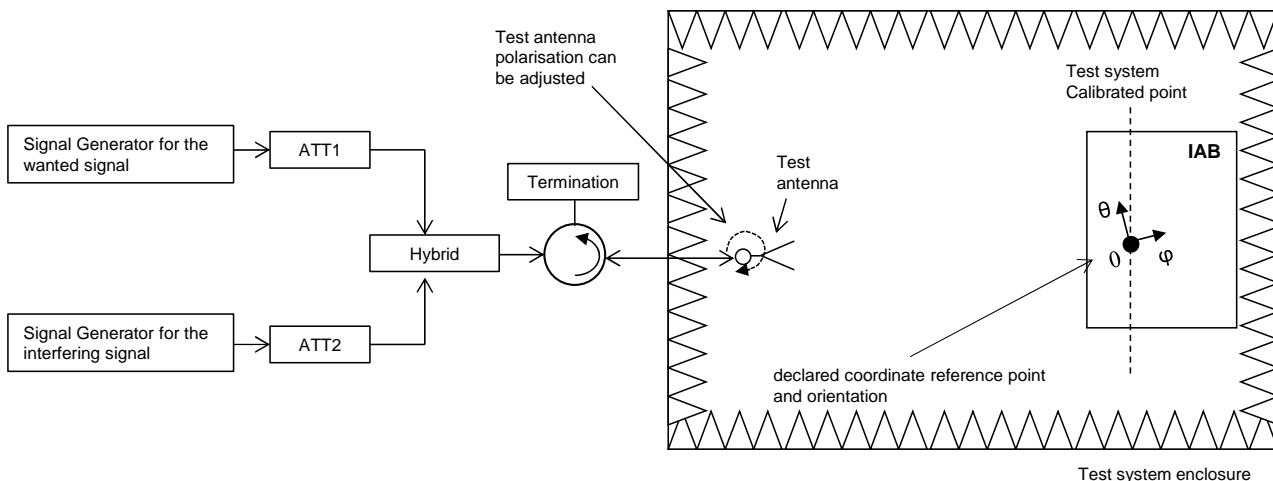 Test antenna
polarisation can
be adjusted
Test system
Calibrated point
Signal Generator for the
wanted signal
ATT1
IAB
Termination
Test
antenna
θ
Hybrid
0
φ
Signal Generator for the
interfering signal
ATT2
declared coordinate reference point
and orientation
Test system enclosure